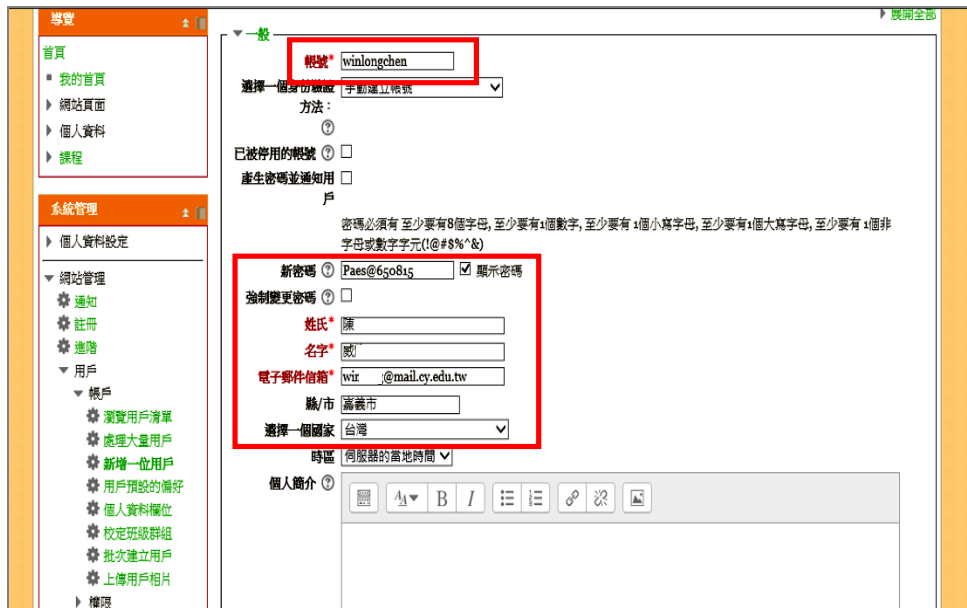 導覽
首頁
我的首頁
網站頁面
個人資料
課程
系統管理
個人資料設定
網站管理
通知
註冊
進階
用戶
帳戶
瀏覽用戶清單
處理大量用戶
新增一位用戶
用戶預設的偏好
個人資料欄位
校定班級群組
批次建立用戶
上傳用戶相片
權限
展開全部
一般
帳號* winlongchen
選擇一個身份驗證 手動建立帳號
方法：
已被停用的帳號
產生密碼並通知用
戶
密碼必須有 至少要有8個字母, 至少要有1個數字, 至少要有 1個小寫字母, 至少要有1個大寫字母, 至少要有 1個非
字母或數字字元(!@#$%^&)
新密碼 Paes@650815 顯示密碼
強制變更密碼
姓氏* 陳
名字* 威
電子郵件信箱* @mail.cy.edu.tw
縣/市 嘉義市
選擇一個國家 台灣
時區 伺服器的當地時間
個人簡介
B I